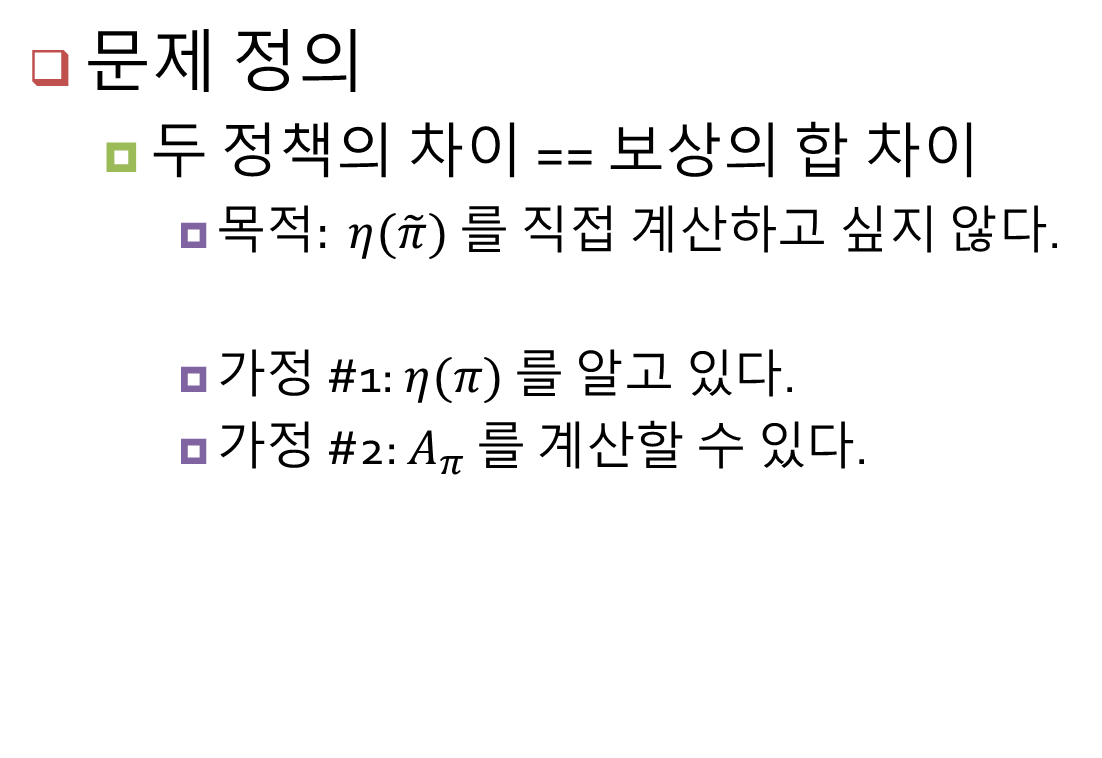 문제 정의
두 정책의 차이 == 보상의 합 차이
목적: η(π̃) 를 직접 계산하고 싶지 않다.
가정 #1: η(π) 를 알고 있다.
가정 #2: A_π 를 계산할 수 있다.